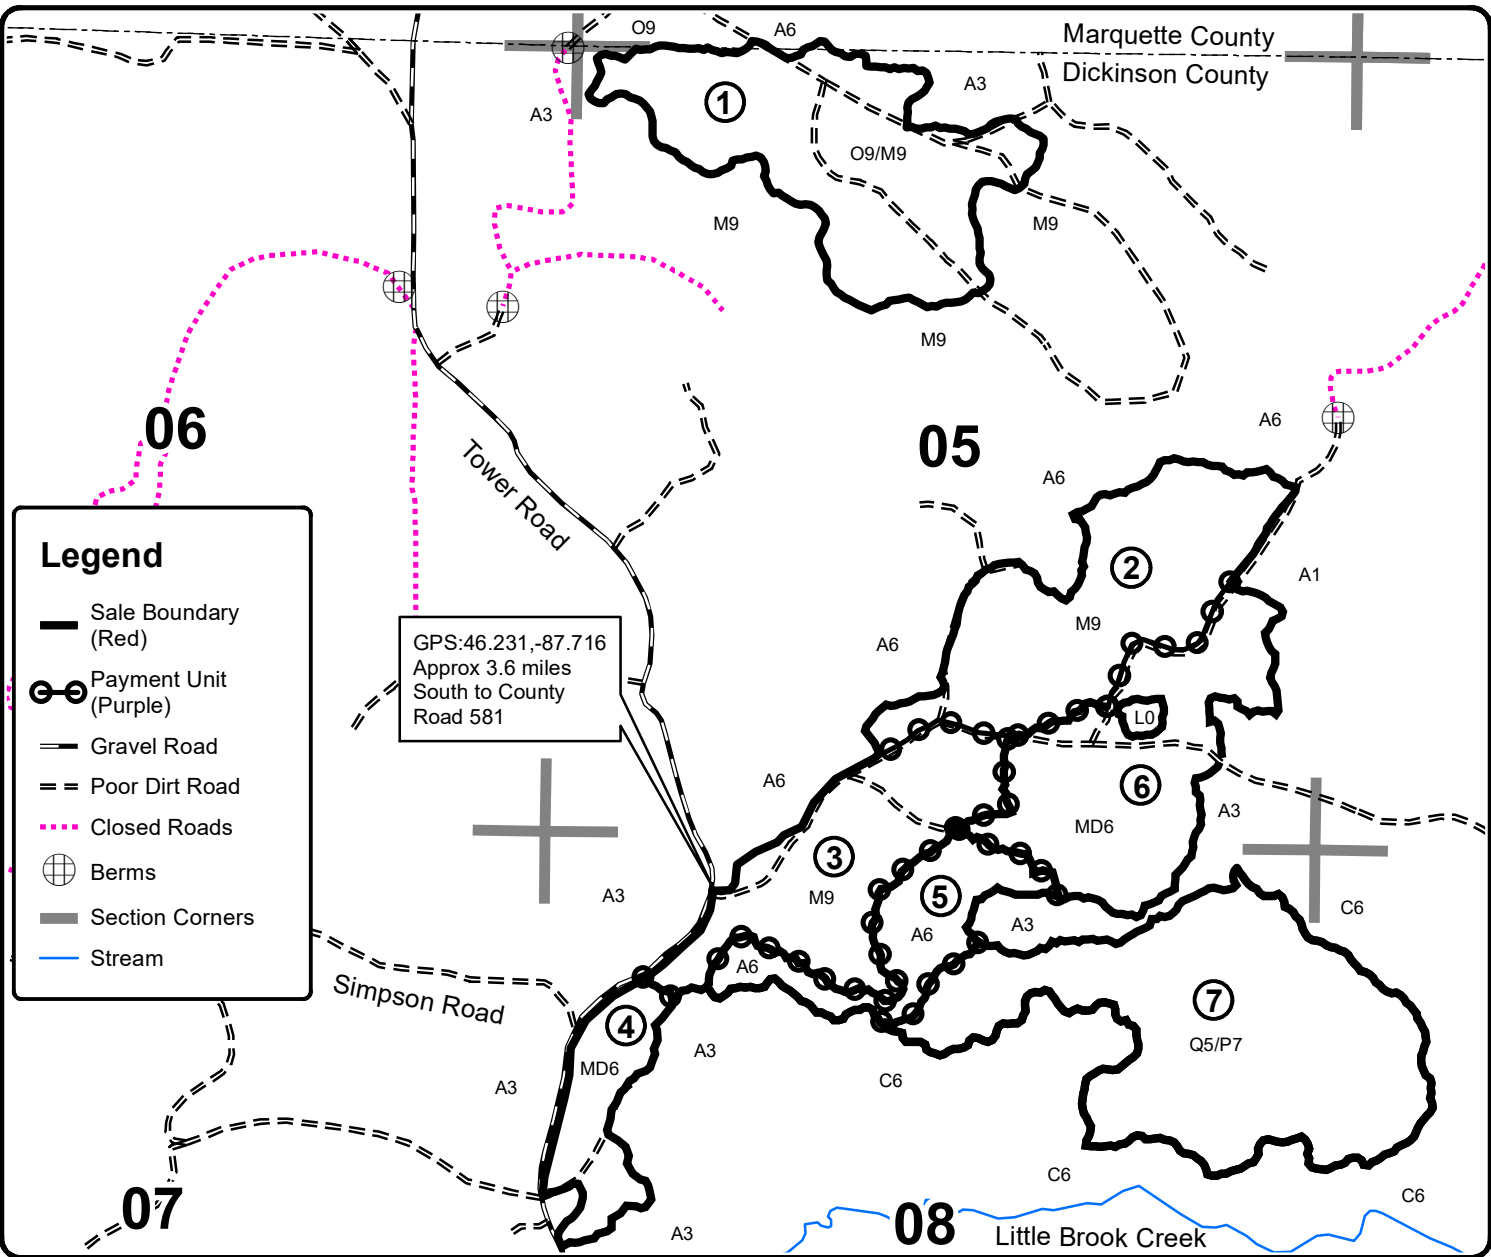 O9
A6
Marquette County
Dickinson County
A3
1
A3
O9/M9
M9
M9
M9
06
05
A6
A6
Tower Road
2
A1
M9
A6
L0
GPS:46.231,-87.716
Approx 3.6 miles
South to County
Road 581
Legend
Sale Boundary
(Red)
Payment Unit
(Purple)
Gravel Road
Poor Dirt Road
Closed Roads
Berms
Section Corners
Stream
A6
6
A3
MD6
3
M9
5
A3
A3
A6
C6
A6
Simpson Road
4
7
Q5/P7
A3
MD6
A3
C6
C6
C6
07
08
A3
Little Brook Creek